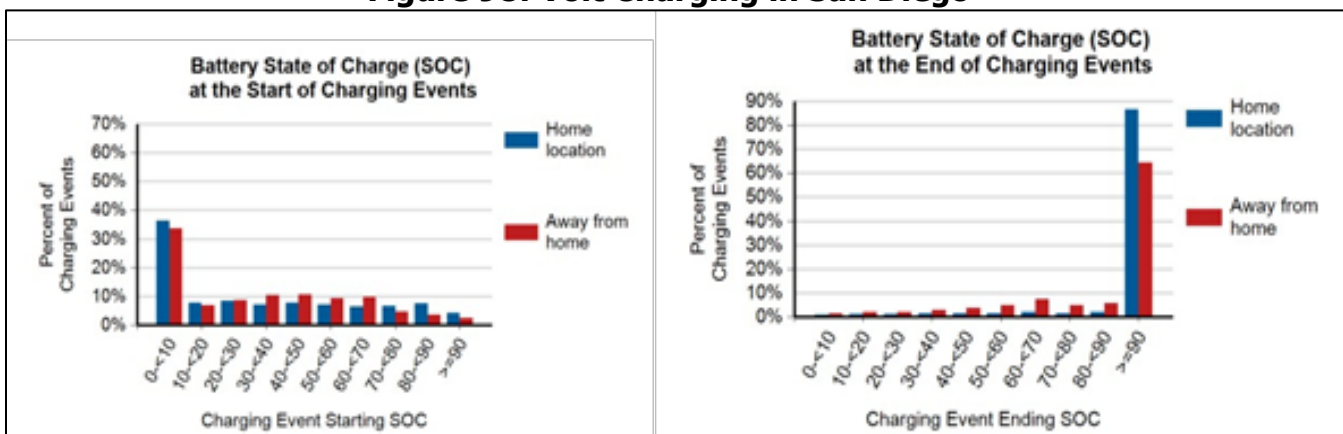 Battery State of Charge (SOC)
at the Start of Charging Events
70%
60%
50%
40%
30%
20%
10%
0%
Percent of
Charging Events
Home
location
Away from
home
0-<10
10-<20
20-<30
30-<40
40-<50
50-<60
60-<70
70-<80
80-<90
>=90
Charging Event Starting SOC
Battery State of Charge (SOC)
at the End of Charging Events
90%
80%
70%
60%
50%
40%
30%
20%
10%
0%
Percent of
Charging Events
Home
location
Away from
home
0-<10
10-<20
20-<30
30-<40
40-<50
50-<60
60-<70
70-<80
80-<90
>=90
Charging Event Ending SOC